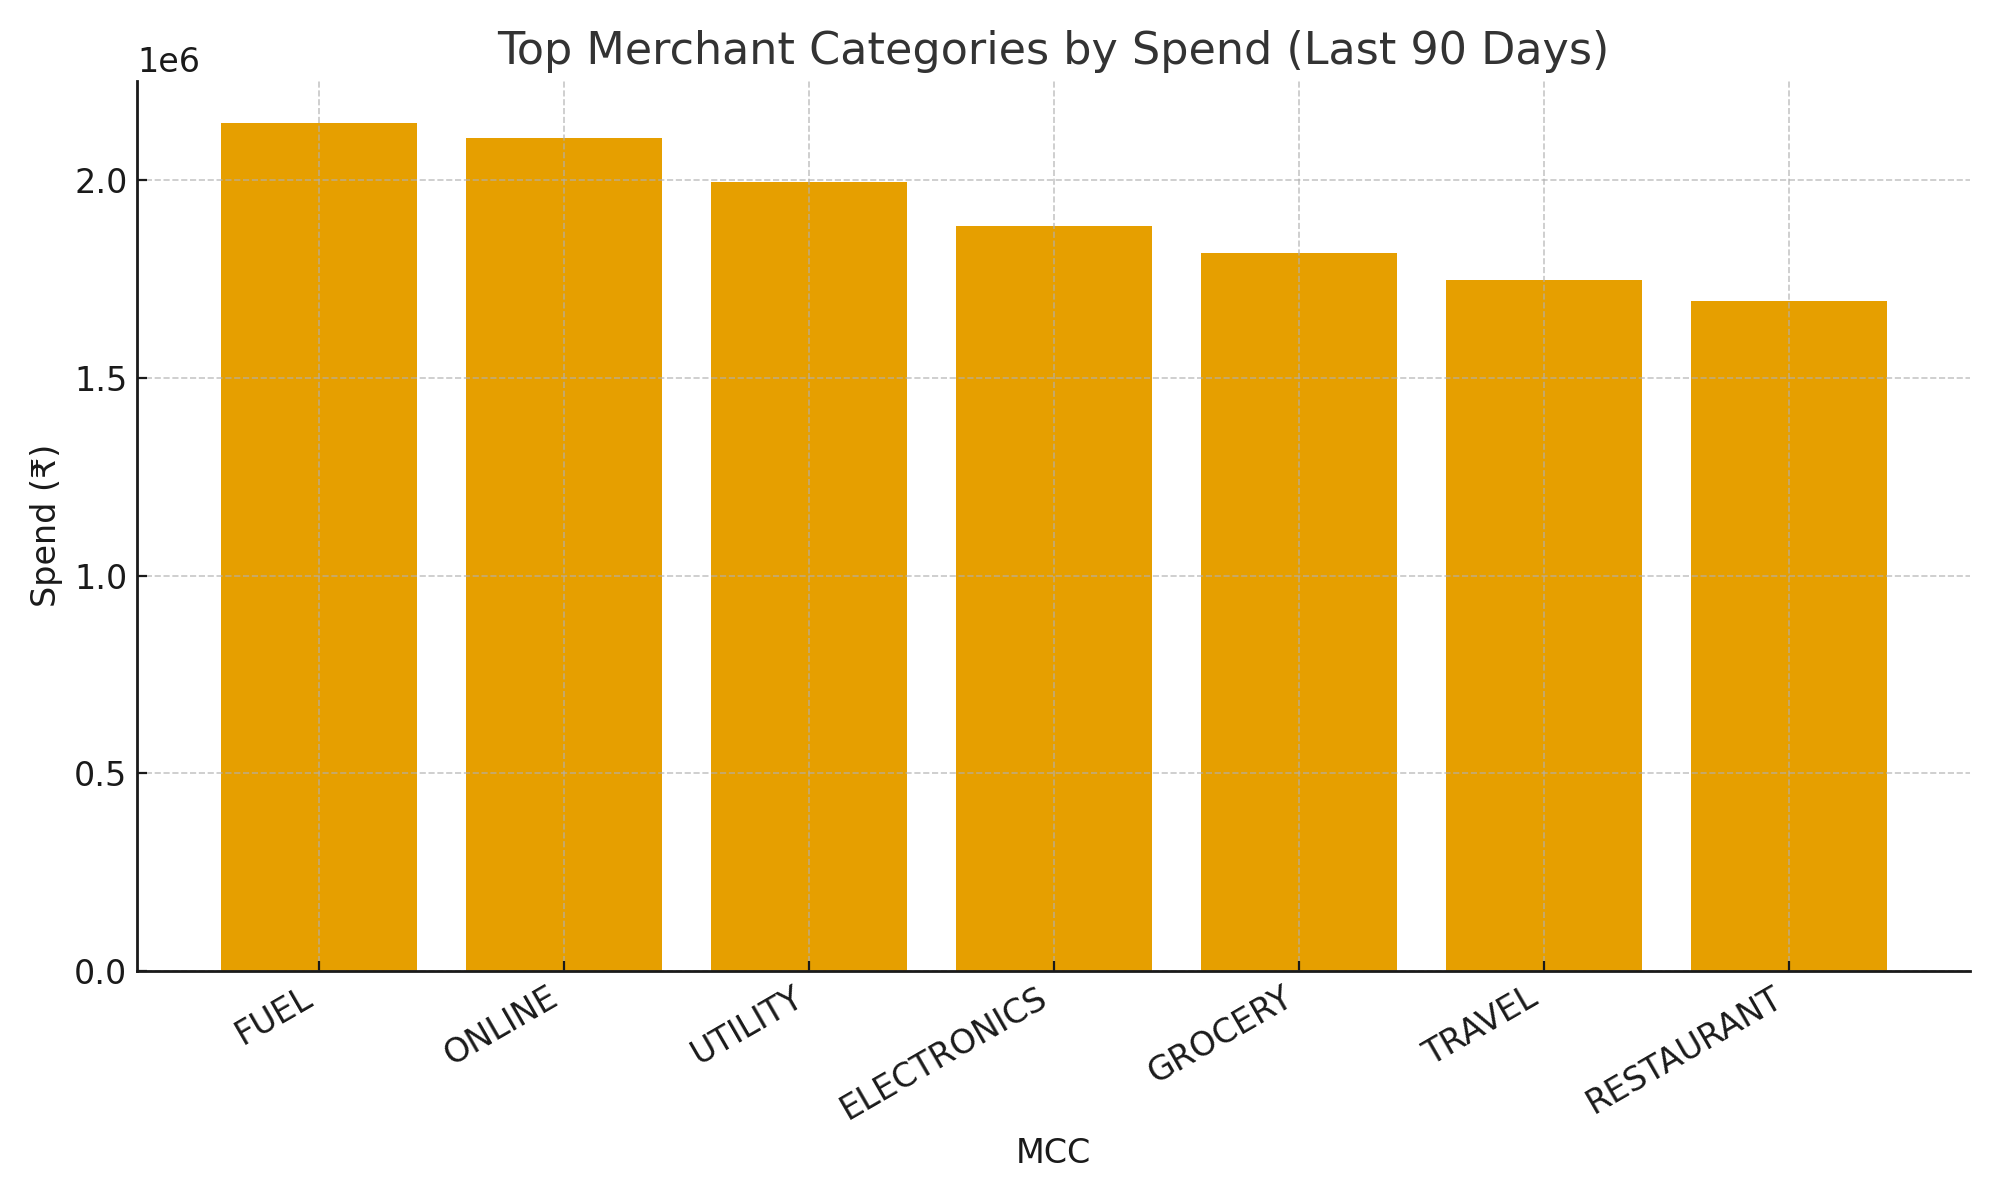 Top Merchant Categories by Spend (Last 90 Days)
1e6
2.0
1.5
1.0
0.5
0.0
Spend (₹)
FUEL
ONLINE
UTILITY
ELECTRONICS
GROCERY
TRAVEL
RESTAURANT
MCC